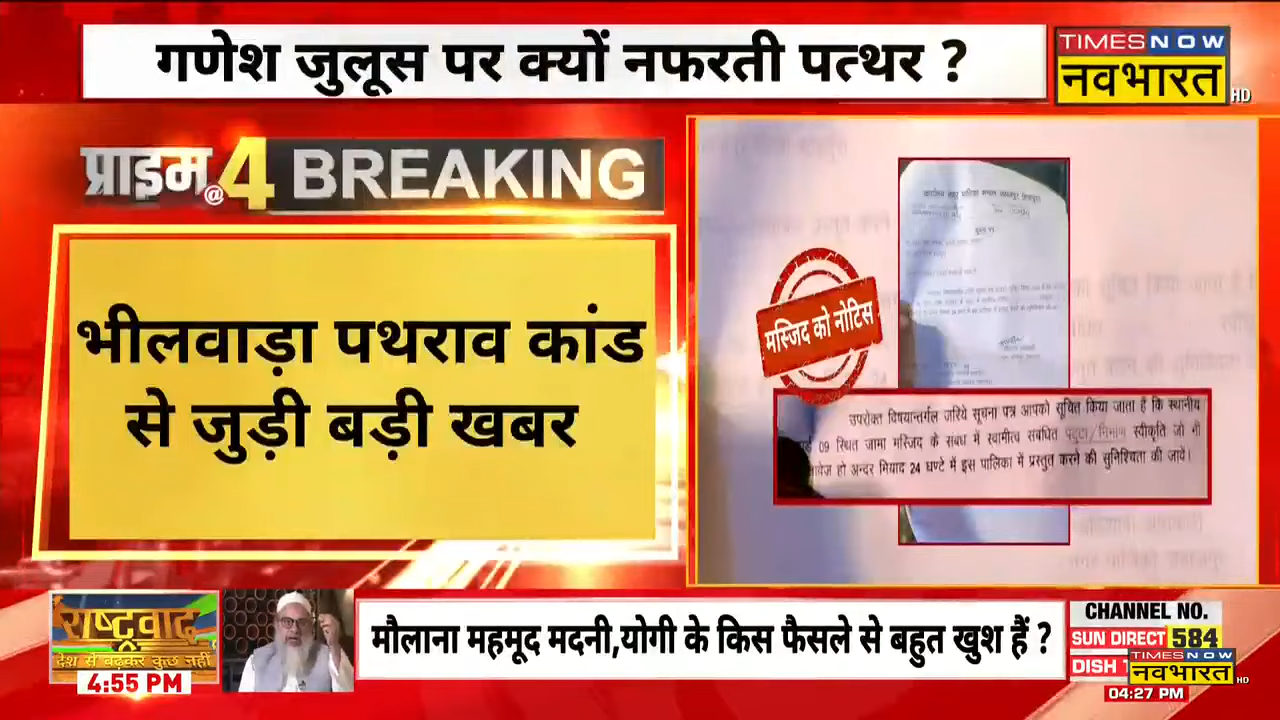 गणेश जुलूस पर क्यों नफरती पत्थर ?
TIMES NOW
नवभारत
HD
प्राइम@4 BREAKING
भीलवाड़ा पथराव कांड
से जुड़ी बड़ी खबर
मस्जिद को नोटिस
उपरोक्त विषयान्तर्गल जरिये सूचना पत्र आपको सूचित किया जाता है कि स्थानीय
09 स्थित जामा मस्जिद के संबध में स्वामीत्व संबधित पट्टा/निर्माण स्वीकृति जो भी
हो अन्दर मियाद 24 घण्टे में इस पालिका में प्रस्तुत करने की सुनिश्चिता की जावे।
राष्ट्रवाद
देश से बढ़कर कुछ नहीं
4:55 PM
मौलाना महमूद मदनी,योगी के किस फैसले से बहुत खुश हैं ?
CHANNEL NO.
SUN DIRECT 584
DISH
TIMES NOW
नवभारत
HD
04:27 PM